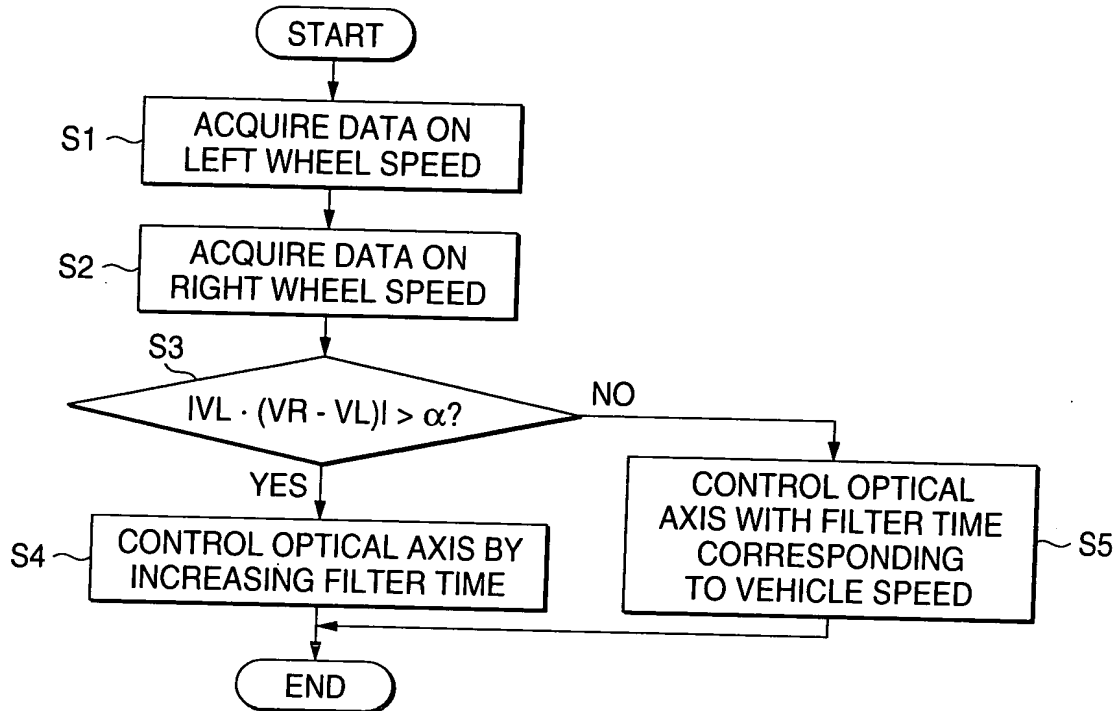 START
S1
ACQUIRE DATA ON
LEFT WHEEL SPEED
S2
ACQUIRE DATA ON
RIGHT WHEEL SPEED
S3
|VL · (VR - VL)| > α?
NO
YES
S4
CONTROL OPTICAL AXIS BY
INCREASING FILTER TIME
CONTROL OPTICAL
AXIS WITH FILTER TIME
CORRESPONDING
TO VEHICLE SPEED
S5
END